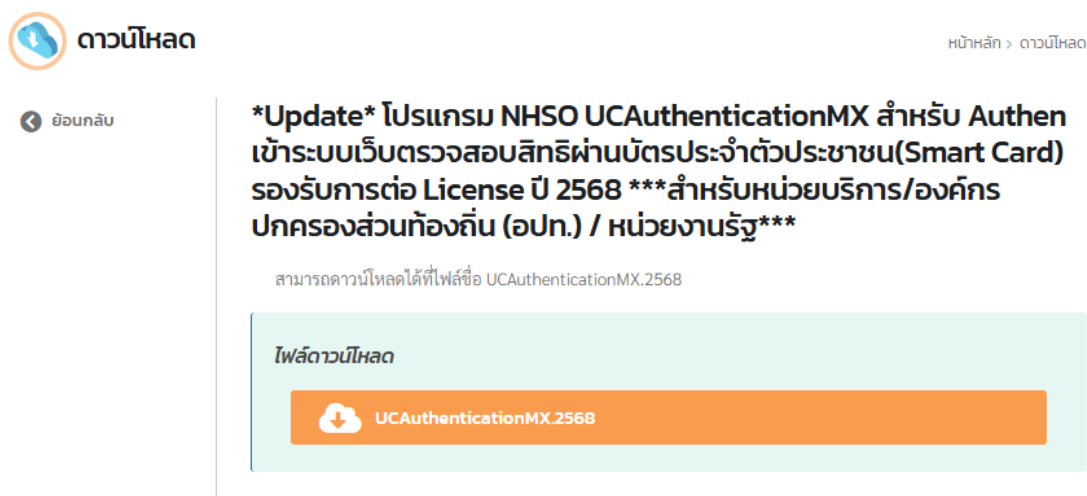 ดาวน์โหลด
หน้าหลัก > ดาวน์โหลด
ย้อนกลับ
*Update* โปรแกรม NHSO UCAuthenticationMX สำหรับ Authen
เข้าระบบเว็บตรวจสอบสิทธิผ่านบัตรประจำตัวประชาชน(Smart Card)
รองรับการต่อ License ปี 2568 ***สำหรับหน่วยบริการ/องค์กร
ปกครองส่วนท้องถิ่น (อปท.) / หน่วยงานรัฐ***
สามารถดาวน์โหลดได้ที่ไฟล์ชื่อ UCAuthenticationMX.2568
ไฟล์ดาวน์โหลด
UCAuthenticationMX.2568